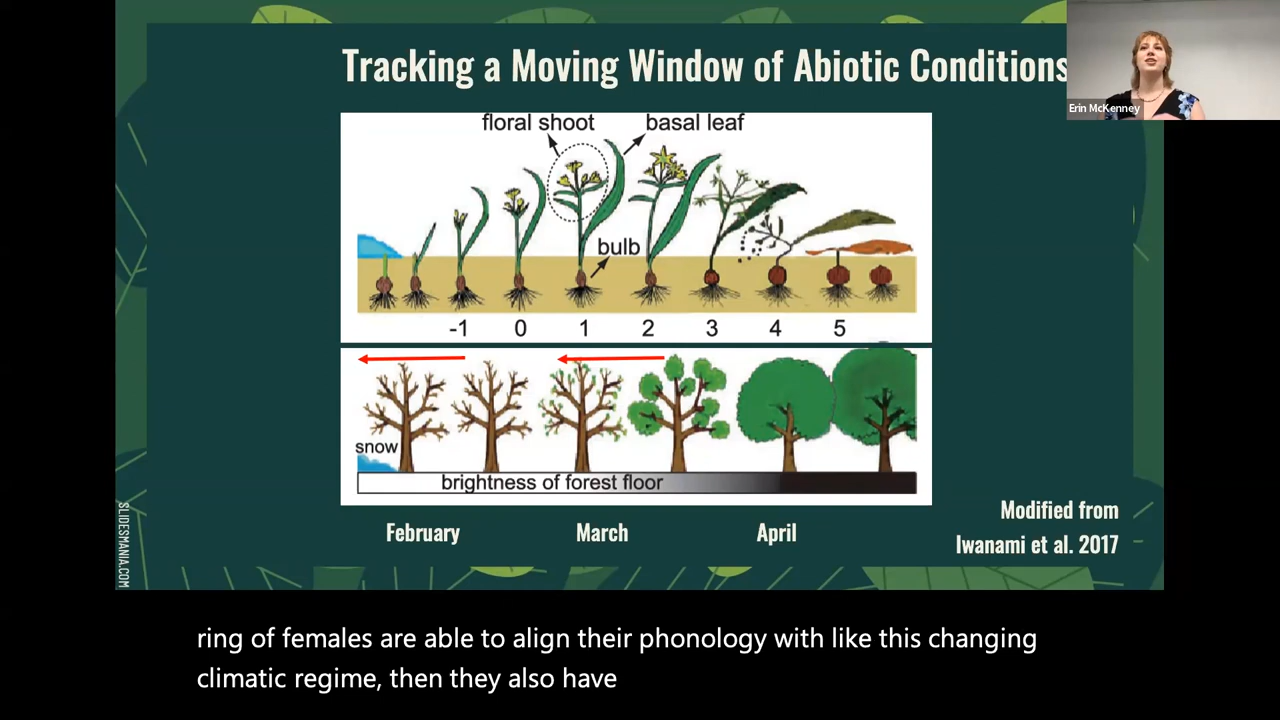 Tracking a Moving Window of Abiotic Conditions
Erin McKenney
floral shoot
basal leaf
bulb
-1 0 1 2 3 4 5
snow
brightness of forest floor
February March April
Modified from
Iwanami et al. 2017
SLIDESMANIA.COM
ring of females are able to align their phonology with like this changing
climatic regime, then they also have